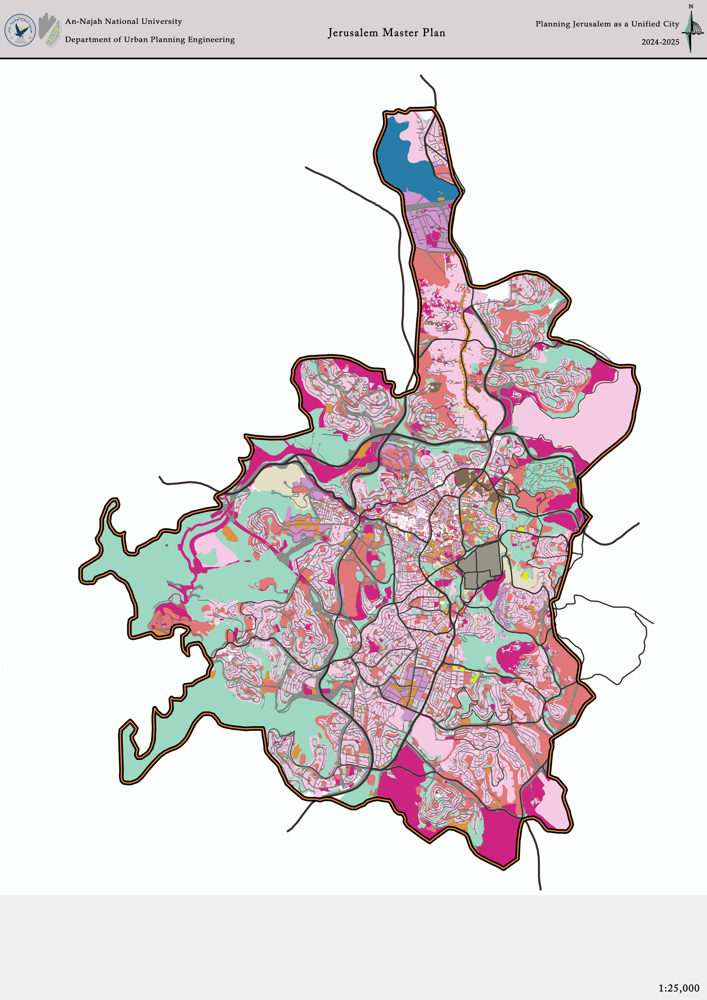 An-Najah National University
Department of Urban Planning Engineering
Jerusalem Master Plan
Planning Jerusalem as a Unified City
2024-2025
N
1:25,000